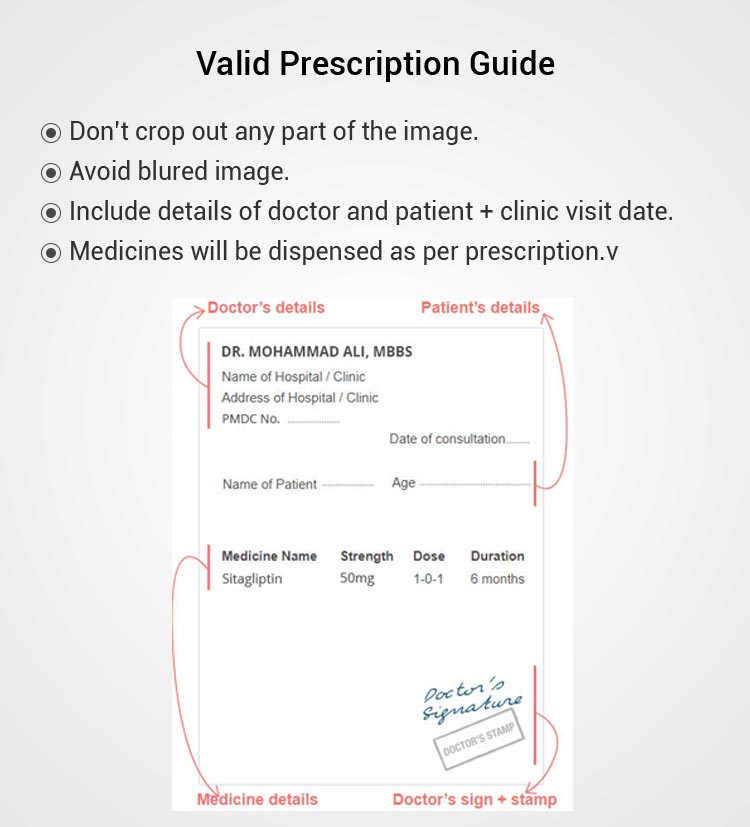 Valid Prescription Guide
Don't crop out any part of the image.
Avoid blured image.
Include details of doctor and patient + clinic visit date.
Medicines will be dispensed as per prescription.v
Doctor's details Patient's details
DR. MOHAMMAD ALI, MBBS
Name of Hospital / Clinic
Address of Hospital / Clinic
PMDC No. ..................
Date of consultation........
Name of Patient .................. Age ......................................
Medicine Name Strength Dose Duration
Sitagliptin 50mg 1-0-1 6 months
Doctor's
Signature
DOCTOR'S STAMP
Medicine details Doctor's sign + stamp